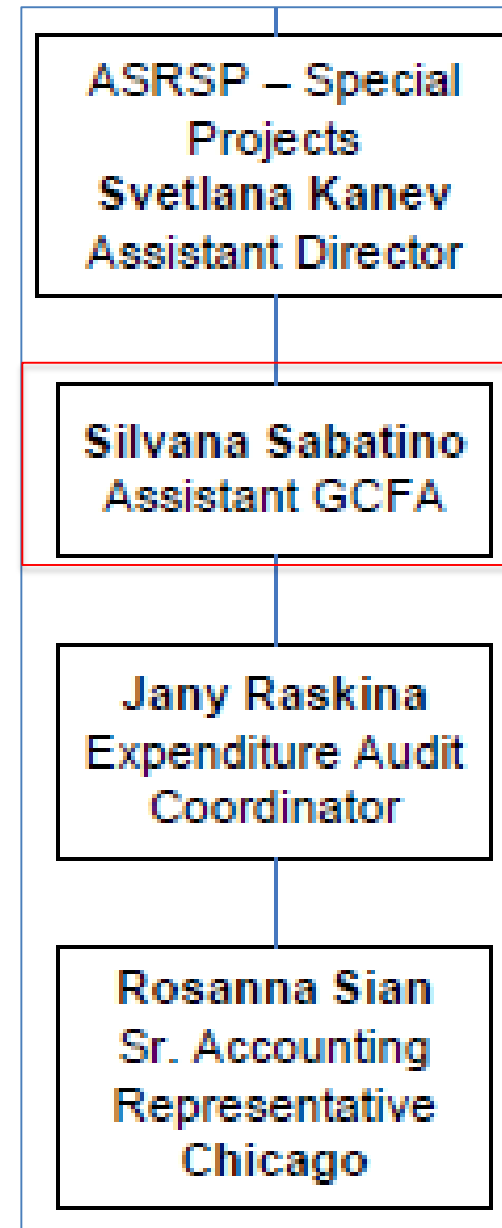 ASRSP – Special
Projects
Svetlana Kanev
Assistant Director
Silvana Sabatino
Assistant GCFA
Jany Raskina
Expenditure Audit
Coordinator
Rosanna Sian
Sr. Accounting
Representative
Chicago